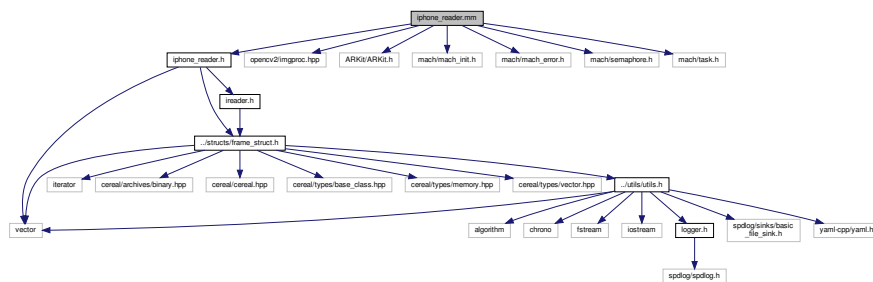 iphone_reader.mm
iphone_reader.h
opencv2/imgproc.hpp
ARKit/ARKit.h
mach/mach_init.h
mach/mach_error.h
mach/semaphore.h
mach/task.h
ireader.h
../structs/frame_struct.h
iterator
cereal/archives/binary.hpp
cereal/cereal.hpp
cereal/types/base_class.hpp
cereal/types/memory.hpp
cereal/types/vector.hpp
../utils/utils.h
vector
algorithm
chrono
fstream
iostream
logger.h
spdlog/sinks/basic
_file_sink.h
yaml-cpp/yaml.h
spdlog/spdlog.h